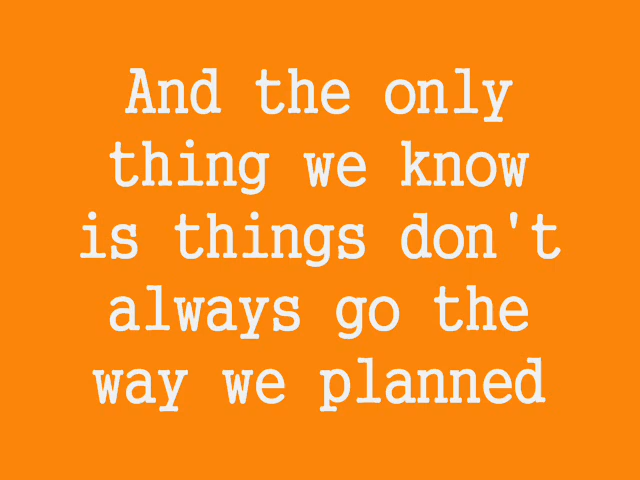 And the only
thing we know
is things don't
always go the
way we planned